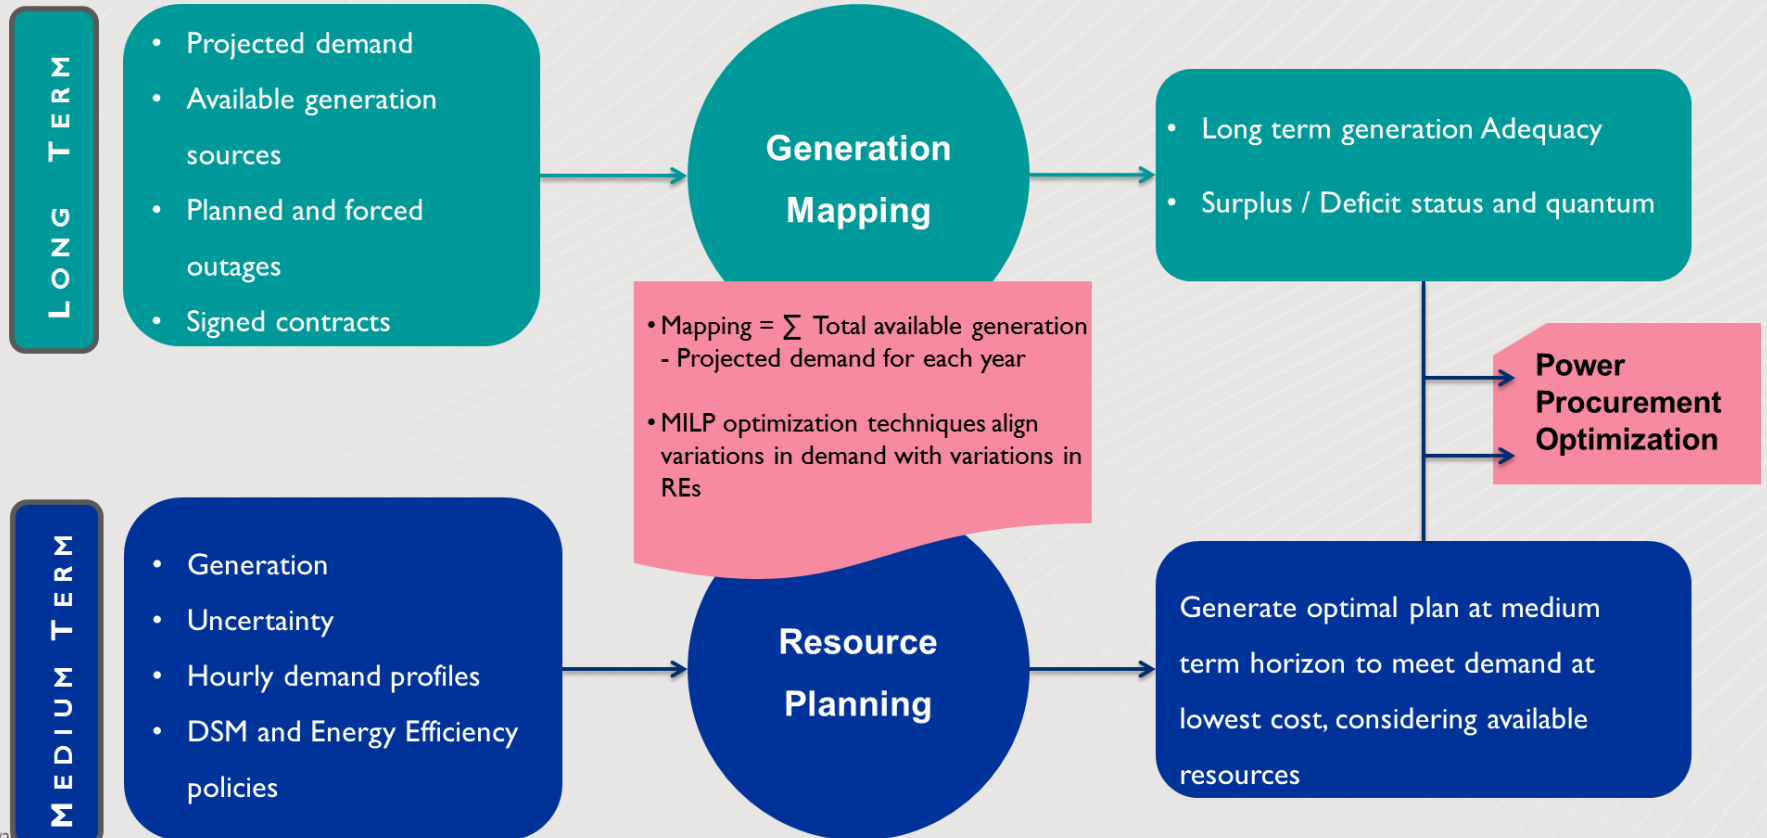 LONG TERM
• Projected demand
• Available generation
sources
• Planned and forced
outages
• Signed contracts
Generation
Mapping
• Long term generation Adequacy
• Surplus / Deficit status and quantum
• Mapping = ∑ Total available generation
- Projected demand for each year
• MILP optimization techniques align
variations in demand with variations in
REs
Power
Procurement
Optimization
MEDIUM TERM
• Generation
• Uncertainty
• Hourly demand profiles
• DSM and Energy Efficiency
policies
Resource
Planning
Generate optimal plan at medium
term horizon to meet demand at
lowest cost, considering available
resources